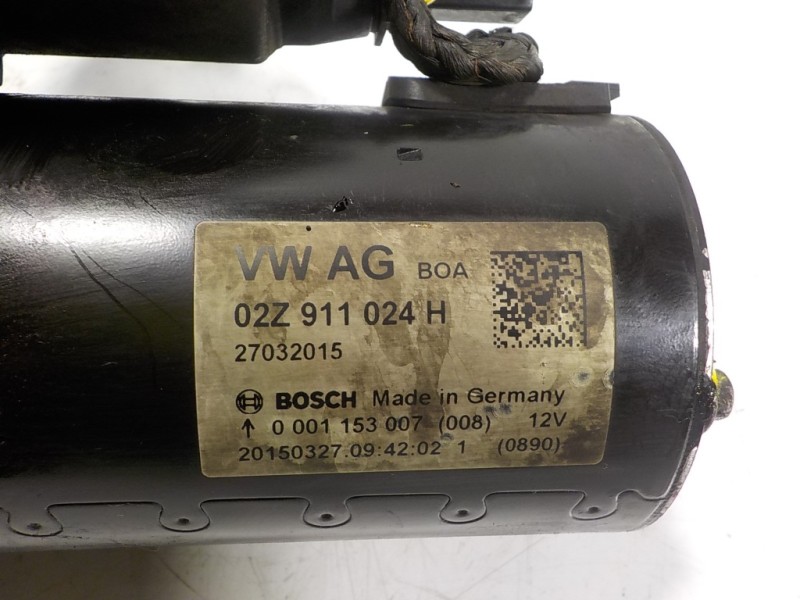 VW AG BOA
02Z 911 024 H
27032015
BOSCH Made in Germany
↑ 0 001 153 007 (008) 12V
20150327.09:42:02 1 (0890)